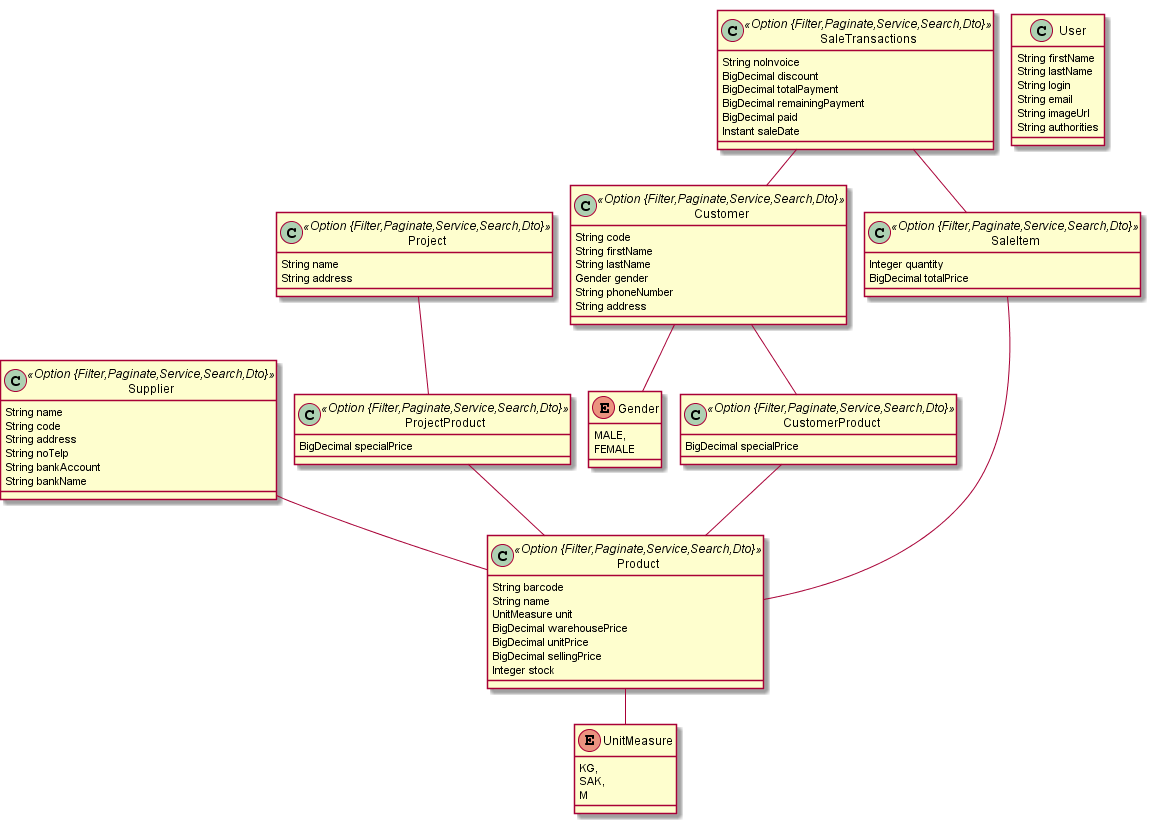 C
«Option {Filter,Paginate,Service,Search,Dto}»
SaleTransactions
String noInvoice
BigDecimal discount
BigDecimal totalPayment
BigDecimal remainingPayment
BigDecimal paid
Instant saleDate
C
User
String firstName
String lastName
String login
String email
String imageUrl
String authorities
C
«Option {Filter,Paginate,Service,Search,Dto}»
Project
String name
String address
C
«Option {Filter,Paginate,Service,Search,Dto}»
Customer
String code
String firstName
String lastName
Gender gender
String phoneNumber
String address
C
«Option {Filter,Paginate,Service,Search,Dto}»
SaleItem
Integer quantity
BigDecimal totalPrice
C
«Option {Filter,Paginate,Service,Search,Dto}»
Supplier
String name
String code
String address
String noTelp
String bankAccount
String bankName
C
«Option {Filter,Paginate,Service,Search,Dto}»
ProjectProduct
BigDecimal specialPrice
E
Gender
MALE,
FEMALE
C
«Option {Filter,Paginate,Service,Search,Dto}»
CustomerProduct
BigDecimal specialPrice
C
«Option {Filter,Paginate,Service,Search,Dto}»
Product
String barcode
String name
UnitMeasure unit
BigDecimal warehousePrice
BigDecimal unitPrice
BigDecimal sellingPrice
Integer stock
E
UnitMeasure
KG,
SAK,
M